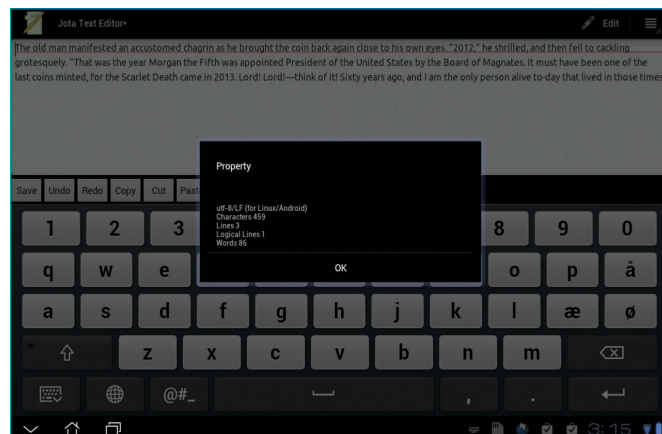 Jota Text Editor*
Edit
The old man manifested an accustomed chagrin as he brought the coin back again close to his own eyes. "2012," he shrilled, and then fell to cackling
grotesquely. "That was the year Morgan the Fifth was appointed President of the United States by the Board of Magnates. It must have been one of the
last coins minted, for the Scarlet Death came in 2013. Lord! Lord!—think of it! Sixty years ago, and I am the only person alive to-day that lived in those times
Property
utf-8/LF (for Linux/Android)
Characters 459
Lines 3
Logical Lines 1
Words 86
OK
Save Undo Redo Copy Cut Past
1 2 3 8 9 0
q w e o p å
a s d f g h j k l æ ø
z x c v b n m
@#_ , .
3:15